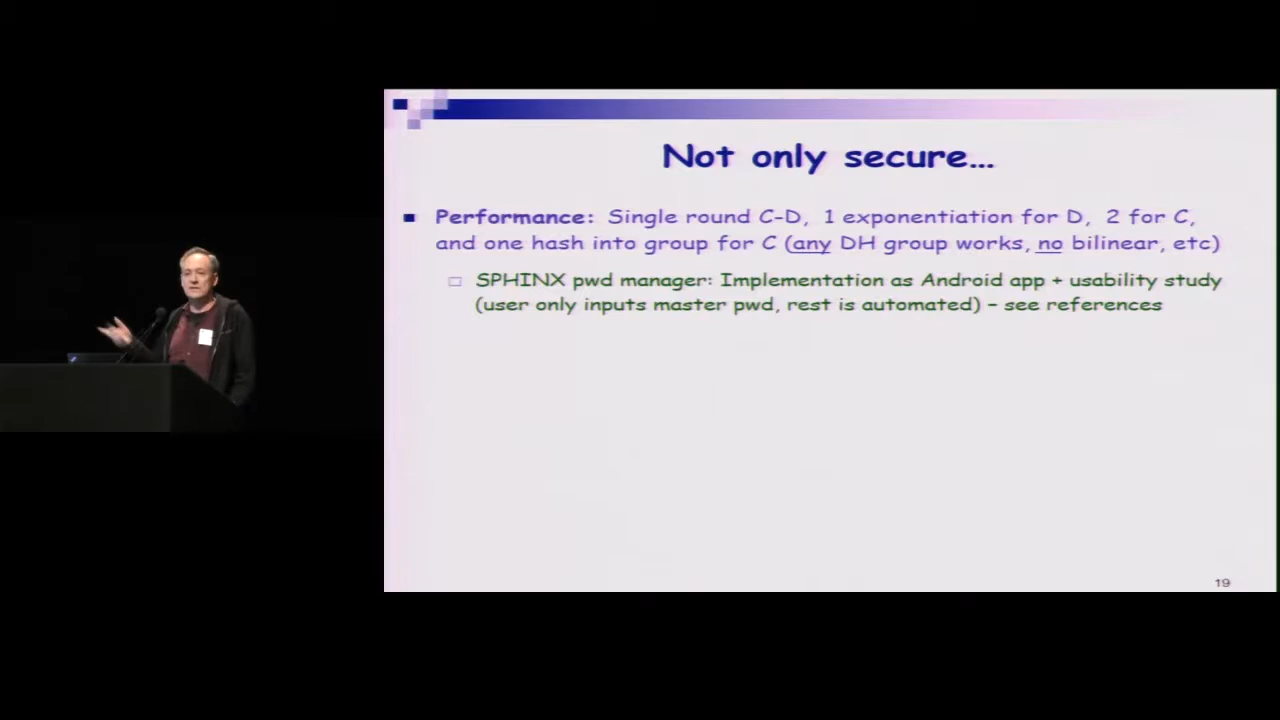 Not only secure...
Performance: Single round C-D, 1 exponentiation for D, 2 for C,
and one hash into group for C (any DH group works, no bilinear, etc)
SPHINX pwd manager: Implementation as Android app + usability study
(user only inputs master pwd, rest is automated) – see references
19